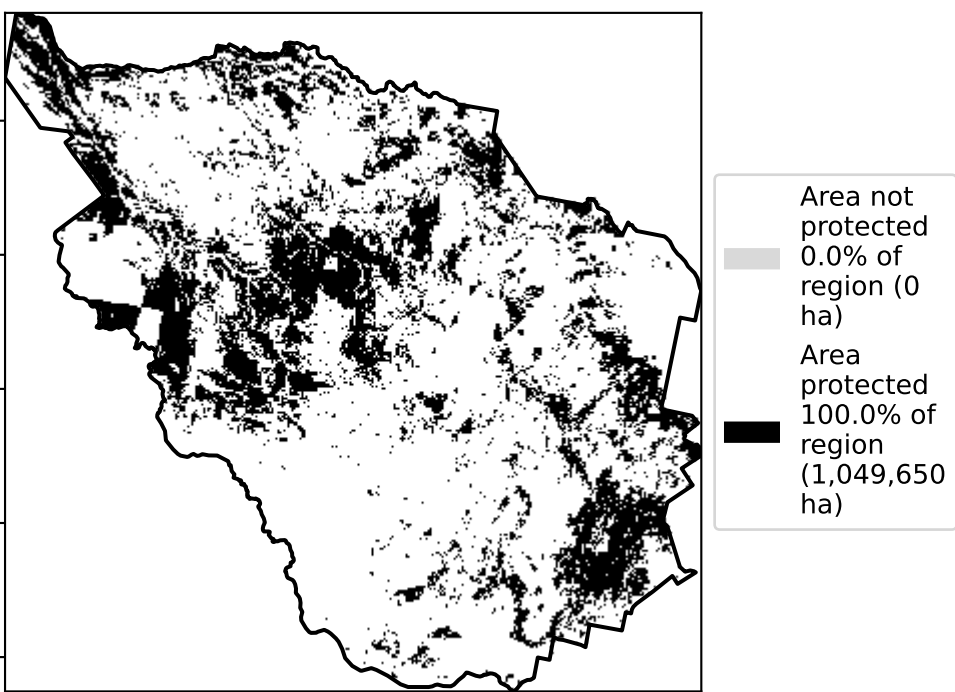 Area not
protected
0.0% of
region (0
ha)
Area
protected
100.0% of
region
(1,049,650
ha)